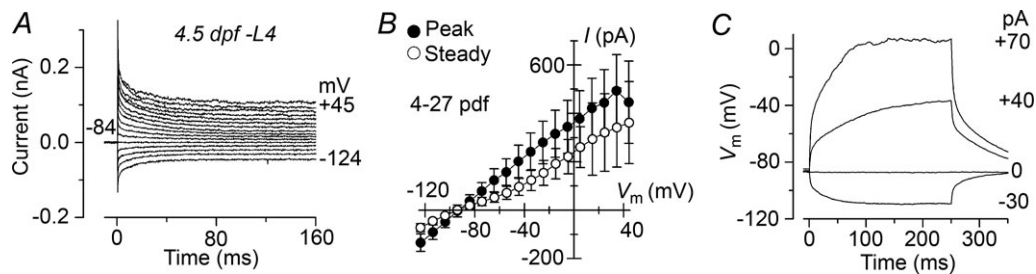 A
4.5 dpf -L4
Current (nA)
0.2
0.0
-0.2
-84
mV
+45
-124
0
160
Time (ms)
B
Peak
Steady
4-27 pdf
I (pA)
600
-120
-80
-40
0
40
Vm (mV)
-200
C
pA
+70
+40
0
-30
Vm (mV)
0
-40
-80
-120
0
100
200
300
Time (ms)